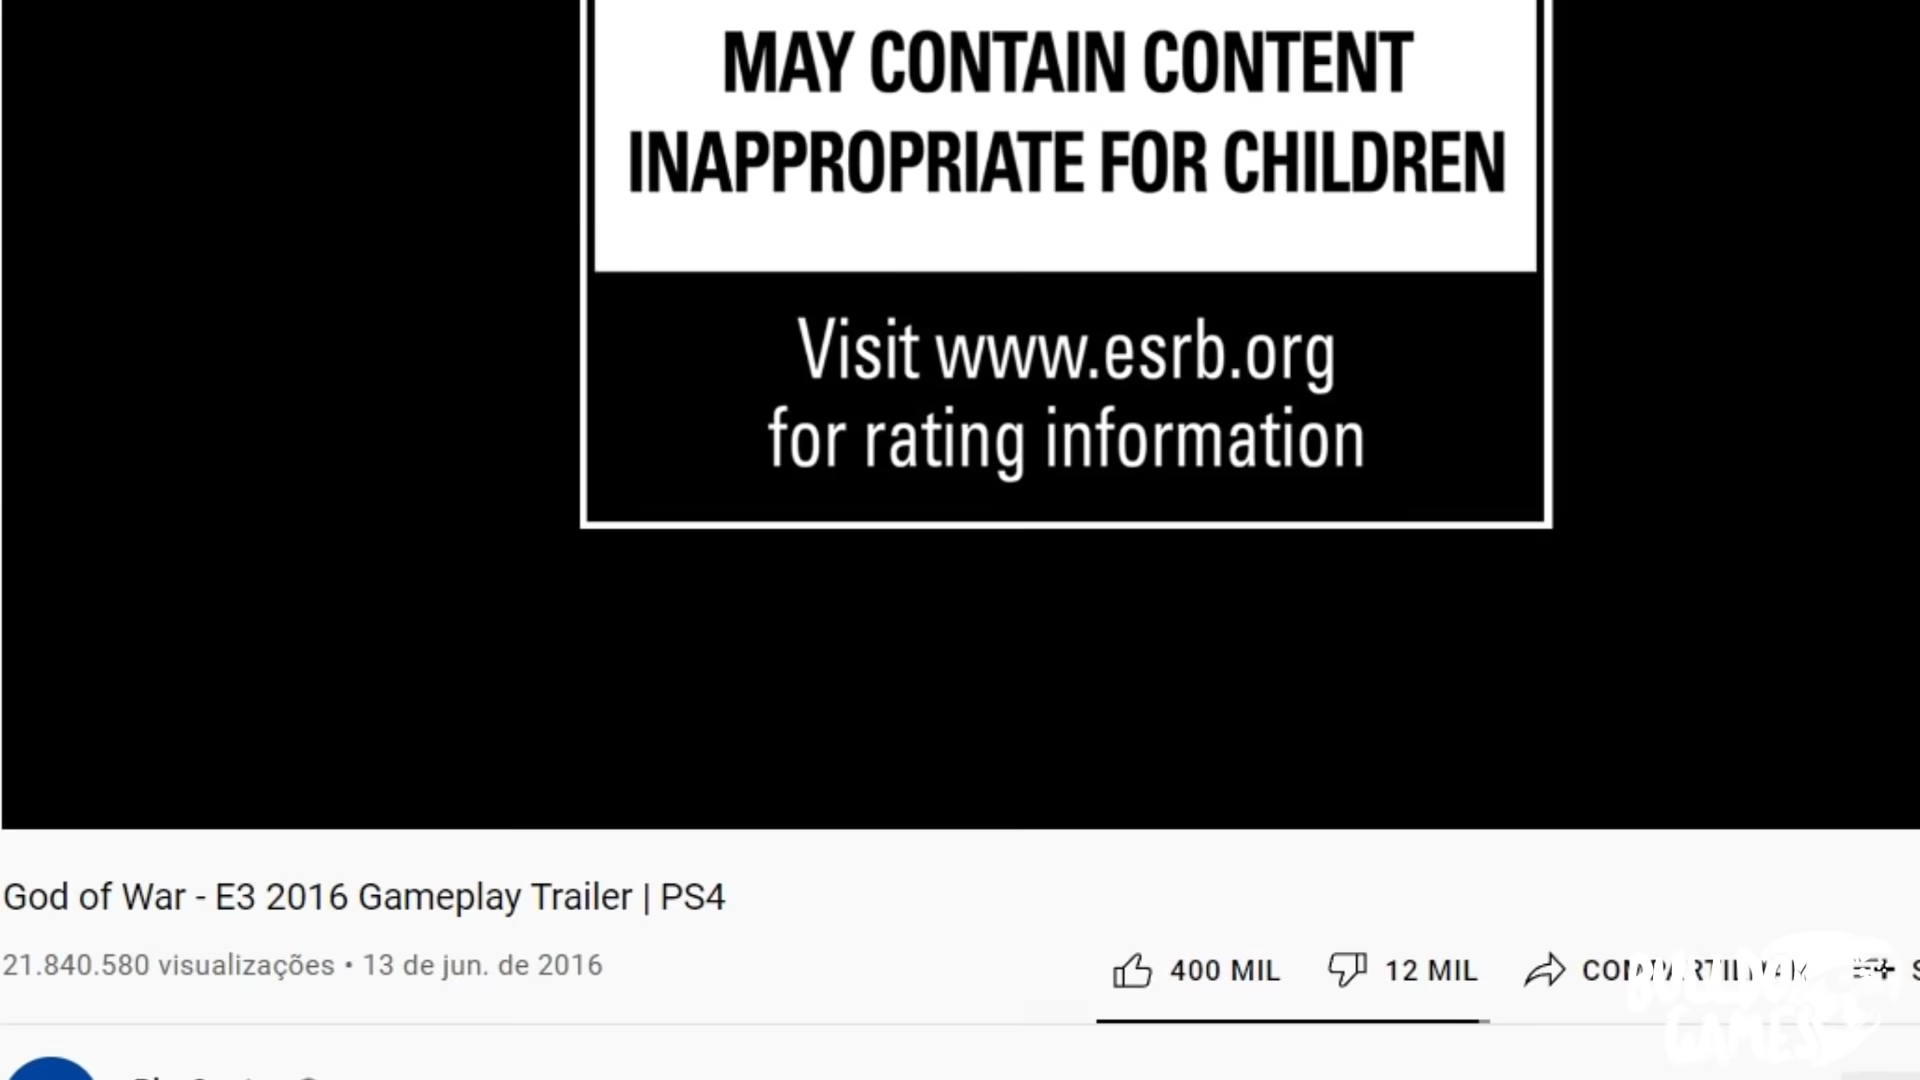 MAY CONTAIN CONTENT
INAPPROPRIATE FOR CHILDREN
Visit www.esrb.org
for rating information
God of War - E3 2016 Gameplay Trailer | PS4
21.840.580 visualizações • 13 de jun. de 2016
400 MIL 12 MIL
GAMES